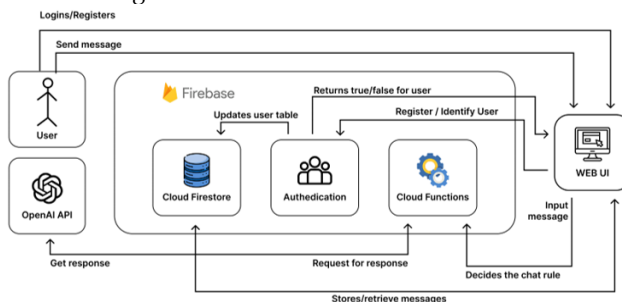 Logins/Registers
Send message
Firebase
Returns true/false for user
Updates user table
Register / Identify User
User
Cloud Firestore
Authedication
Cloud Functions
WEB UI
OpenAI API
Input
message
Get response
Request for response
Decides the chat rule
Stores/retrieve messages